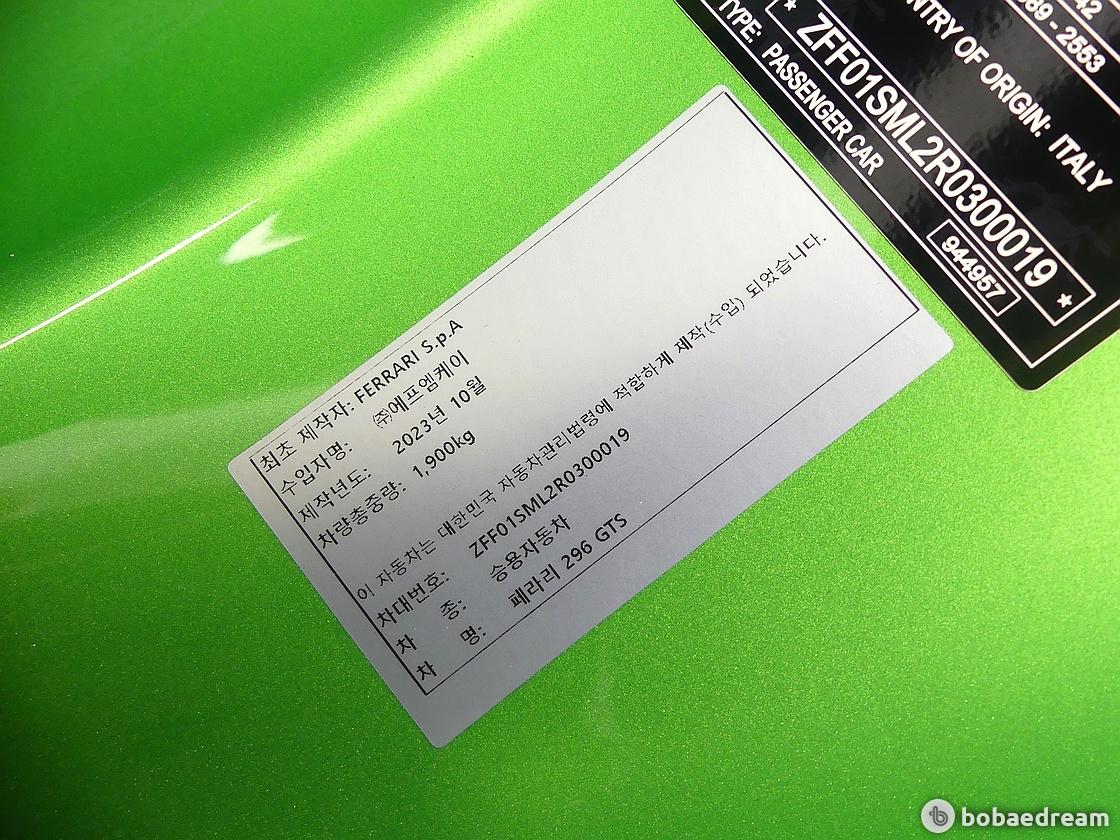 42
89 - 2553
NTRY OF ORIGIN: ITALY
* ZFF01SML2R0300019 *
TYPE: PASSENGER CAR
944957
최초 제작자: FERRARI S.p.A
수입자명: ㈜에프엠케이
제작년도: 2023년 10월
차량총중량: 1,900kg
이 자동차는 대한민국 자동차관리법령에 적합하게 제작(수입) 되었습니다.
차대번호: ZFF01SML2R0300019
차 종: 승용자동차
차 명: 페라리 296 GTS
bobaedream